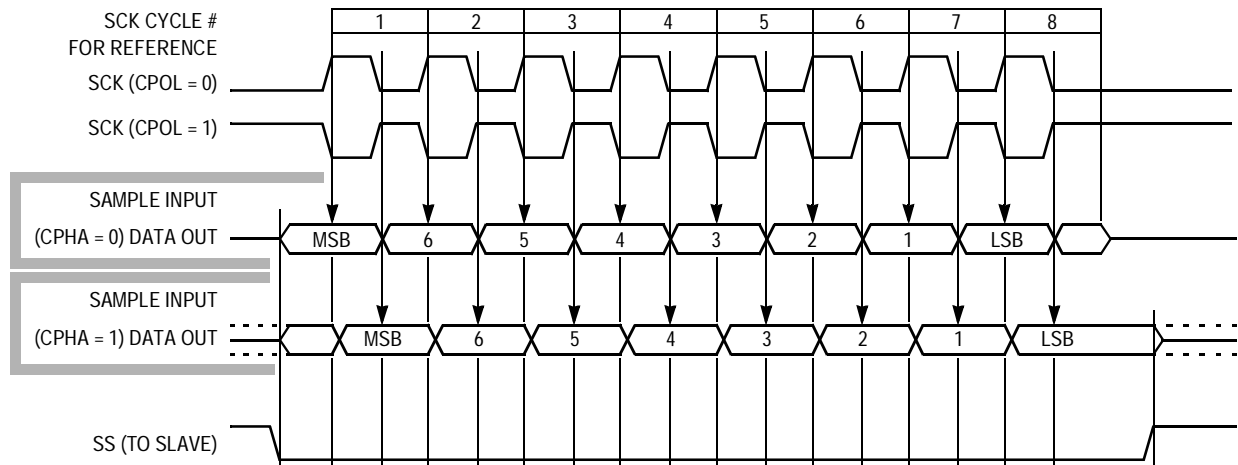 SCK CYCLE # 1 2 3 4 5 6 7 8
FOR REFERENCE
SCK (CPOL = 0)
SCK (CPOL = 1)
SAMPLE INPUT
(CPHA = 0) DATA OUT MSB 6 5 4 3 2 1 LSB
SAMPLE INPUT
(CPHA = 1) DATA OUT MSB 6 5 4 3 2 1 LSB
SS (TO SLAVE)